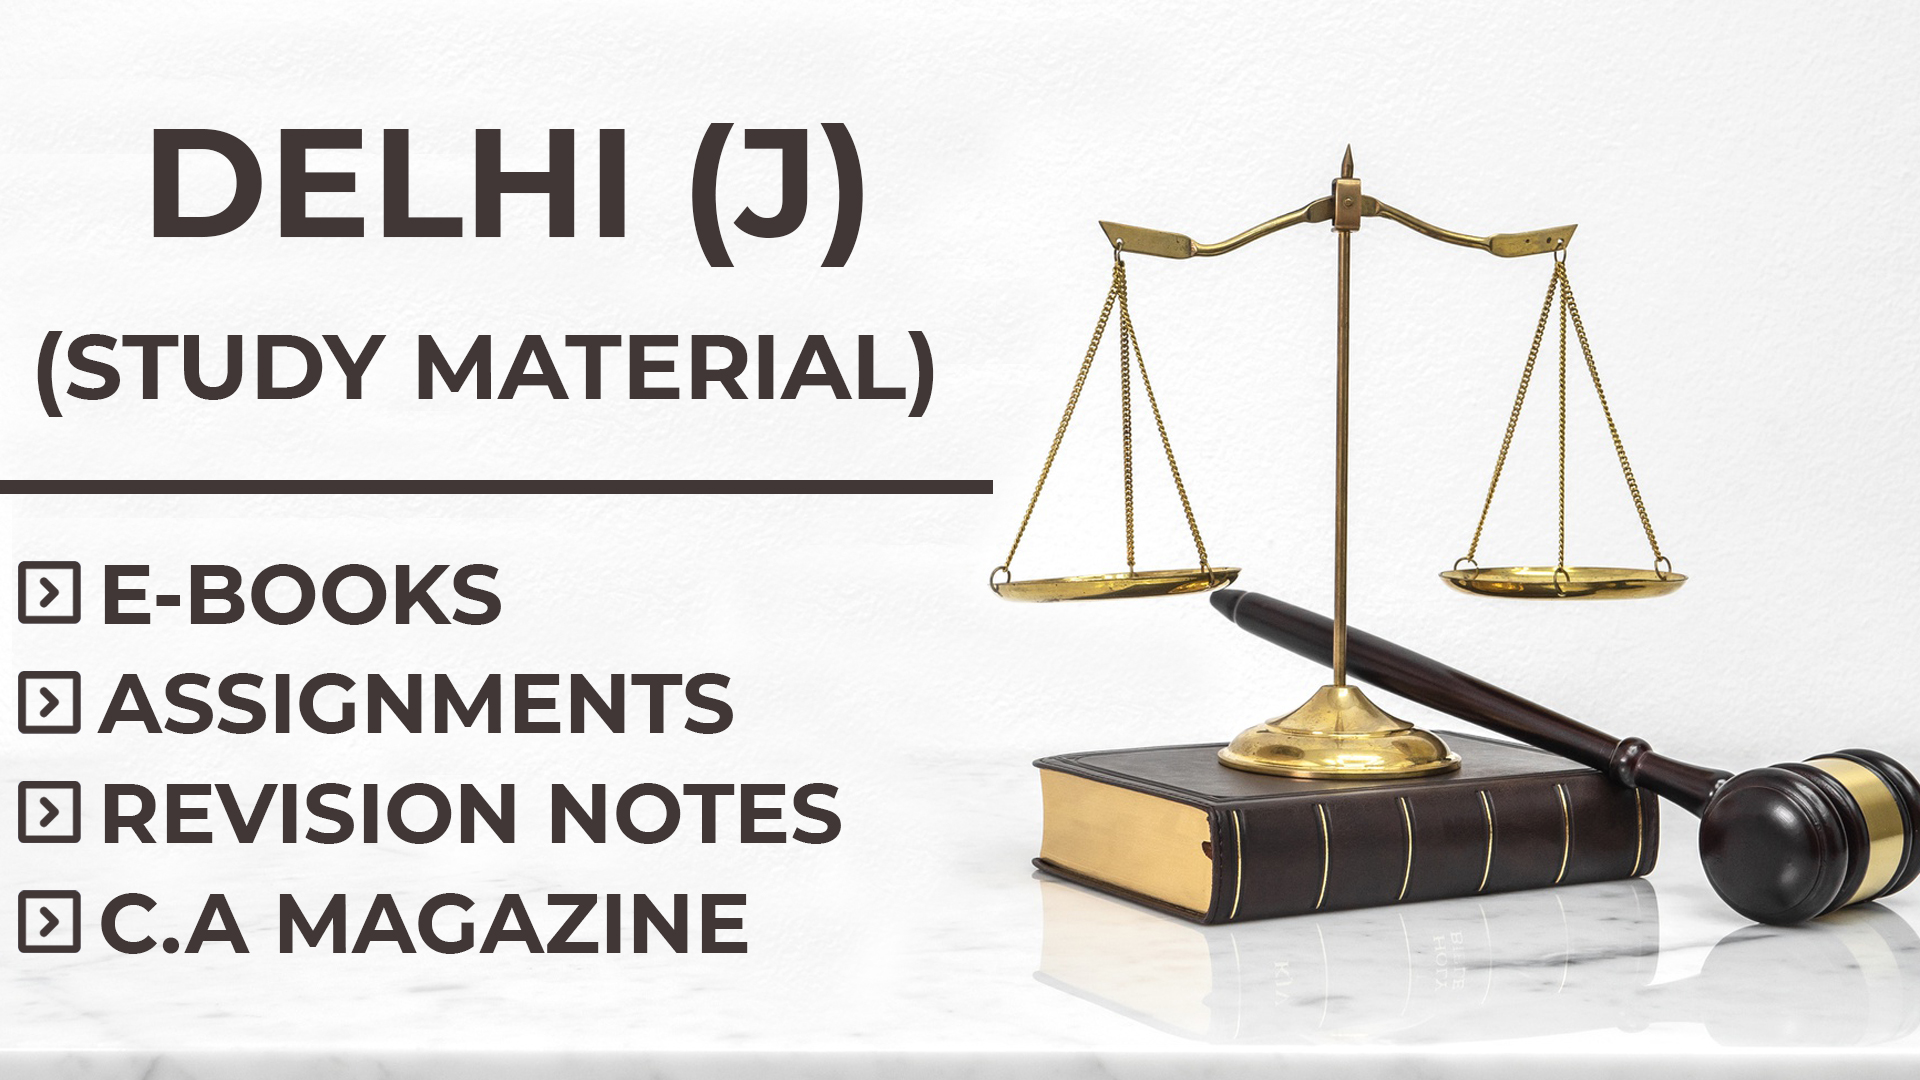 DELHI (J)
(STUDY MATERIAL)
E-BOOKS
ASSIGNMENTS
REVISION NOTES
C.A MAGAZINE